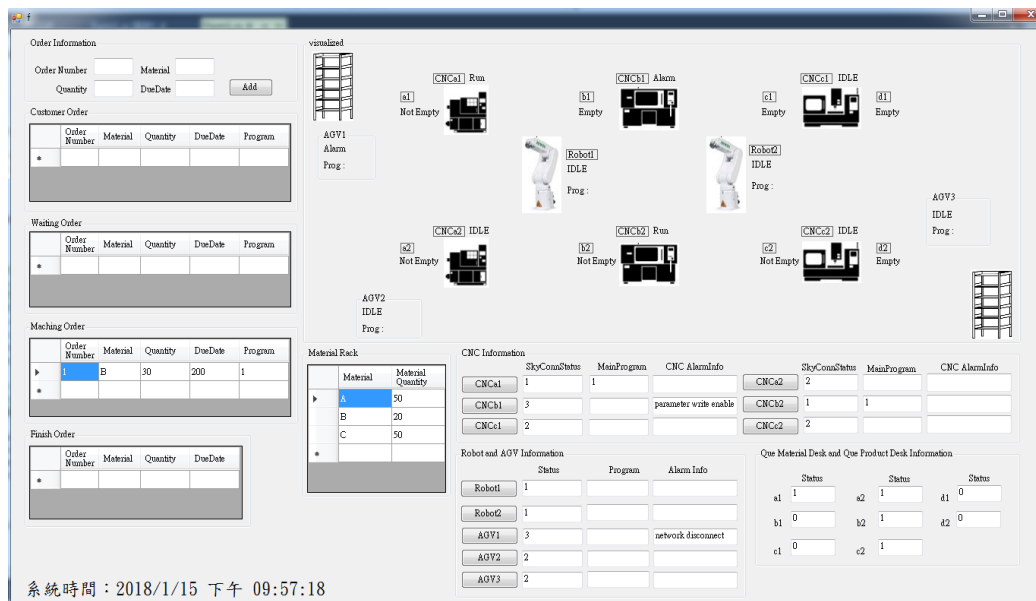 f
Order Information
Order Number
Material
Quantity
DueDate
Add
Customer Order
Order Number Material Quantity DueDate Program
*
Waiting Order
Order Number Material Quantity DueDate Program
*
Maching Order
Order Number Material Quantity DueDate Program
1 B 30 200 1
*
Finish Order
Order Number Material Quantity DueDate
*
系統時間：2018/1/15 下午 09:57:18
visualized
CNCa1 Run
CNCb1 Alarm
CNCc1 IDLE
a1
Not Empty
b1
Empty
c1
Empty
d1
Empty
AGV1
Alarm
Prog :
Robot1
IDLE
Prog :
Robot2
IDLE
Prog :
AGV3
IDLE
Prog :
CNCa2 IDLE
CNCb2 Run
CNCc2 IDLE
a2
Not Empty
b2
Not Empty
c2
Not Empty
d2
Empty
AGV2
IDLE
Prog :
Material Rack
Material Material Quantity
A 50
B 20
C 50
*
CNC Information
SkyConnStatus MainProgram CNC AlarmInfo SkyConnStatus MainProgram CNC AlarmInfo
CNCa1 1 1 CNCa2 2
CNCb1 3 parameter write enable CNCb2 1 1
CNCc1 2 CNCc2 2
Robot and AGV Information
Status Program Alarm Info
Robot1 1
Robot2 1
AGV1 3 network disconnect
AGV2 2
AGV3 2
Que Material Desk and Que Product Desk Information
Status Status Status
a1 1 a2 1 d1 0
b1 0 b2 1 d2 0
c1 0 c2 1